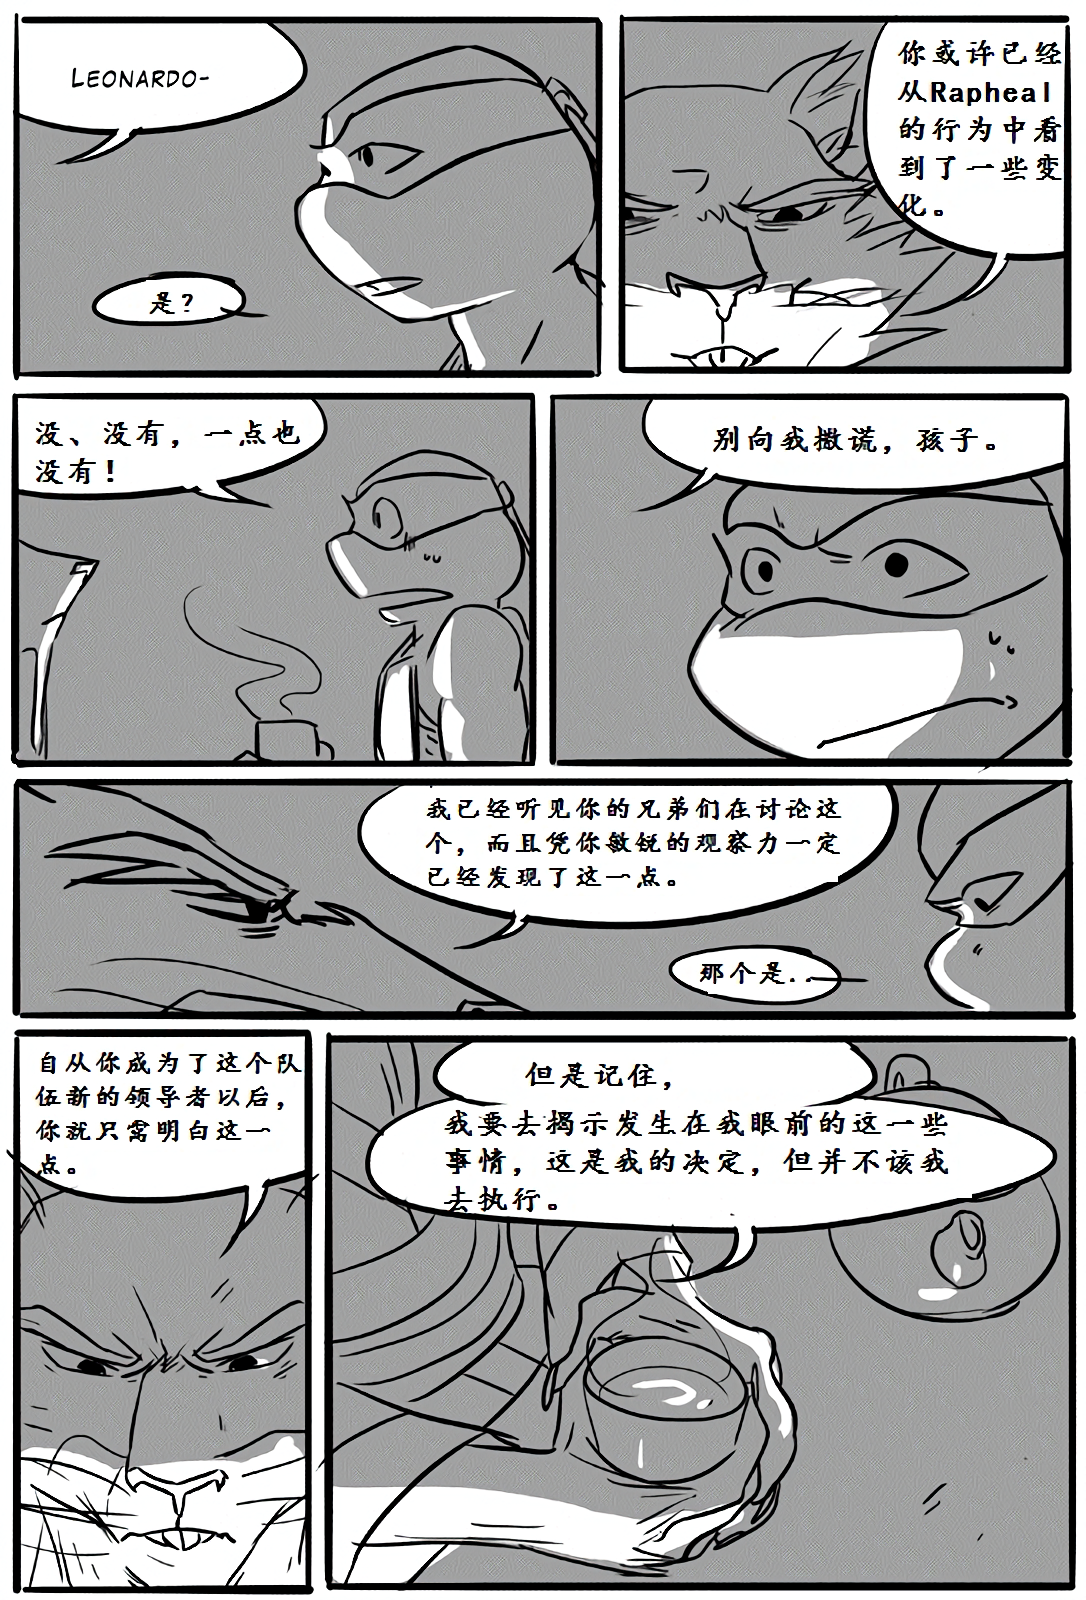 LEONARDO-
是？
你或许已经
从Rapheal
的行为中看
到了一些变
化。
没、没有，一点也
没有！
别向我撒谎，孩子。
我已经听见你的兄弟们在讨论这
个，而且凭你敏锐的观察力一定
已经发现了这一点。
那个是..
自从你成为了这个队
伍新的领导者以后，
你就只需明白这一
点。
但是记住，
我要去揭示发生在我眼前的这一些
事情，这是我的决定，但并不该我
去执行。